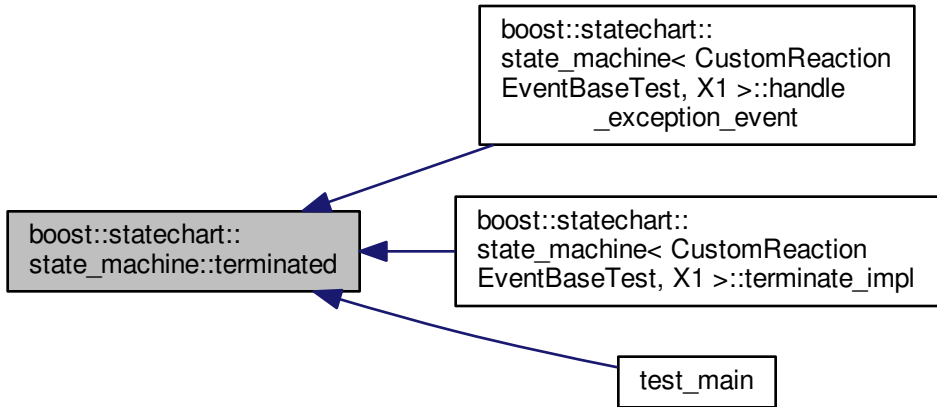 boost::statechart::
state_machine< CustomReaction
EventBaseTest, X1 >::handle
_exception_event
boost::statechart::
state_machine::terminated
boost::statechart::
state_machine< CustomReaction
EventBaseTest, X1 >::terminate_impl
test_main